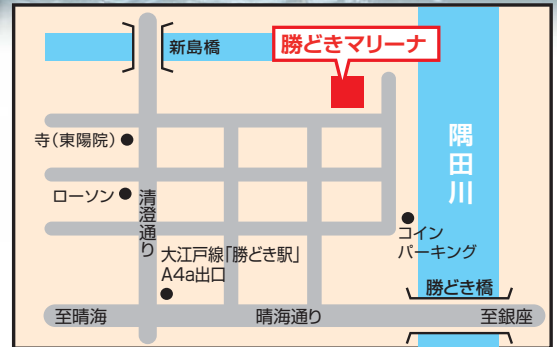 新島橋
勝どきマリーナ
隅田川
寺(東陽院)
ローソン
清澄通り
大江戸線「勝どき駅」
A4a出口
コイン
パーキング
勝どき橋
至晴海
晴海通り
至銀座